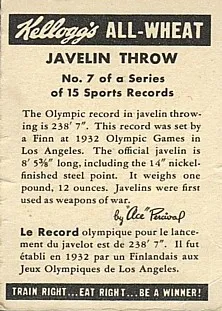 Kellogg's ALL-WHEAT
JAVELIN THROW
No. 7 of a Series
of 15 Sports Records
The Olympic record in javelin throw-
ing is 238' 7". This record was set by
a Finn at 1932 Olympic Games in
Los Angeles. The official javelin is
8' 5⅝" long, including the 14" nickel-
finished steel point. It weighs one
pound, 12 ounces. Javelins were first
used as weapons of war.
by "Ace" Percival
Le Record olympique pour le lance-
ment du javelot est de 238' 7". Il fut
établi en 1932 par un Finlandais aux
Jeux Olympiques de Los Angeles.
TRAIN RIGHT...EAT RIGHT...BE A WINNER!